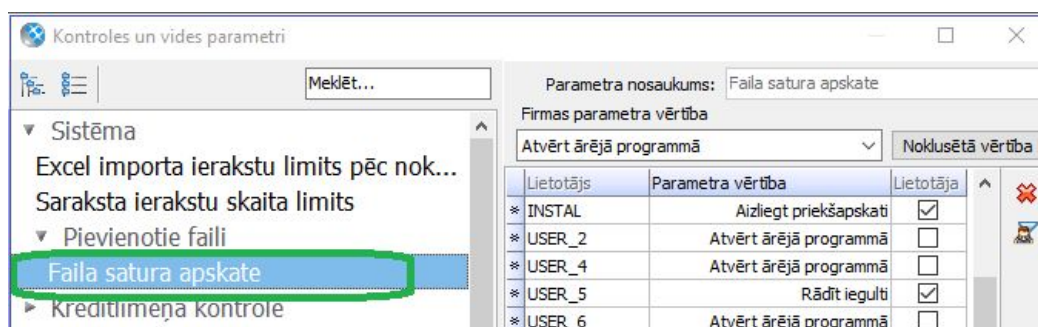 Kontroles un vides parametri
Meklēt...
Sistēma
Excel importa ierakstu limits pēc nok...
Saraksta ierakstu skaita limits
Pievienotie faili
Faila satura apskate
Kredītlimeņa kontrole
Parametra nosaukums: Faila satura apskate
Firmas parametra vērtība
Atvērt ārējā programmā Noklusētā vērtība
Lietotājs Parametra vērtība Lietotāja
* INSTAL Aizliegt priekšapskati
* USER_2 Atvērt ārējā programmā
* USER_4 Atvērt ārējā programmā
* USER_5 Rādīt iegulti
* USER_6 Atvērt ārējā programmā